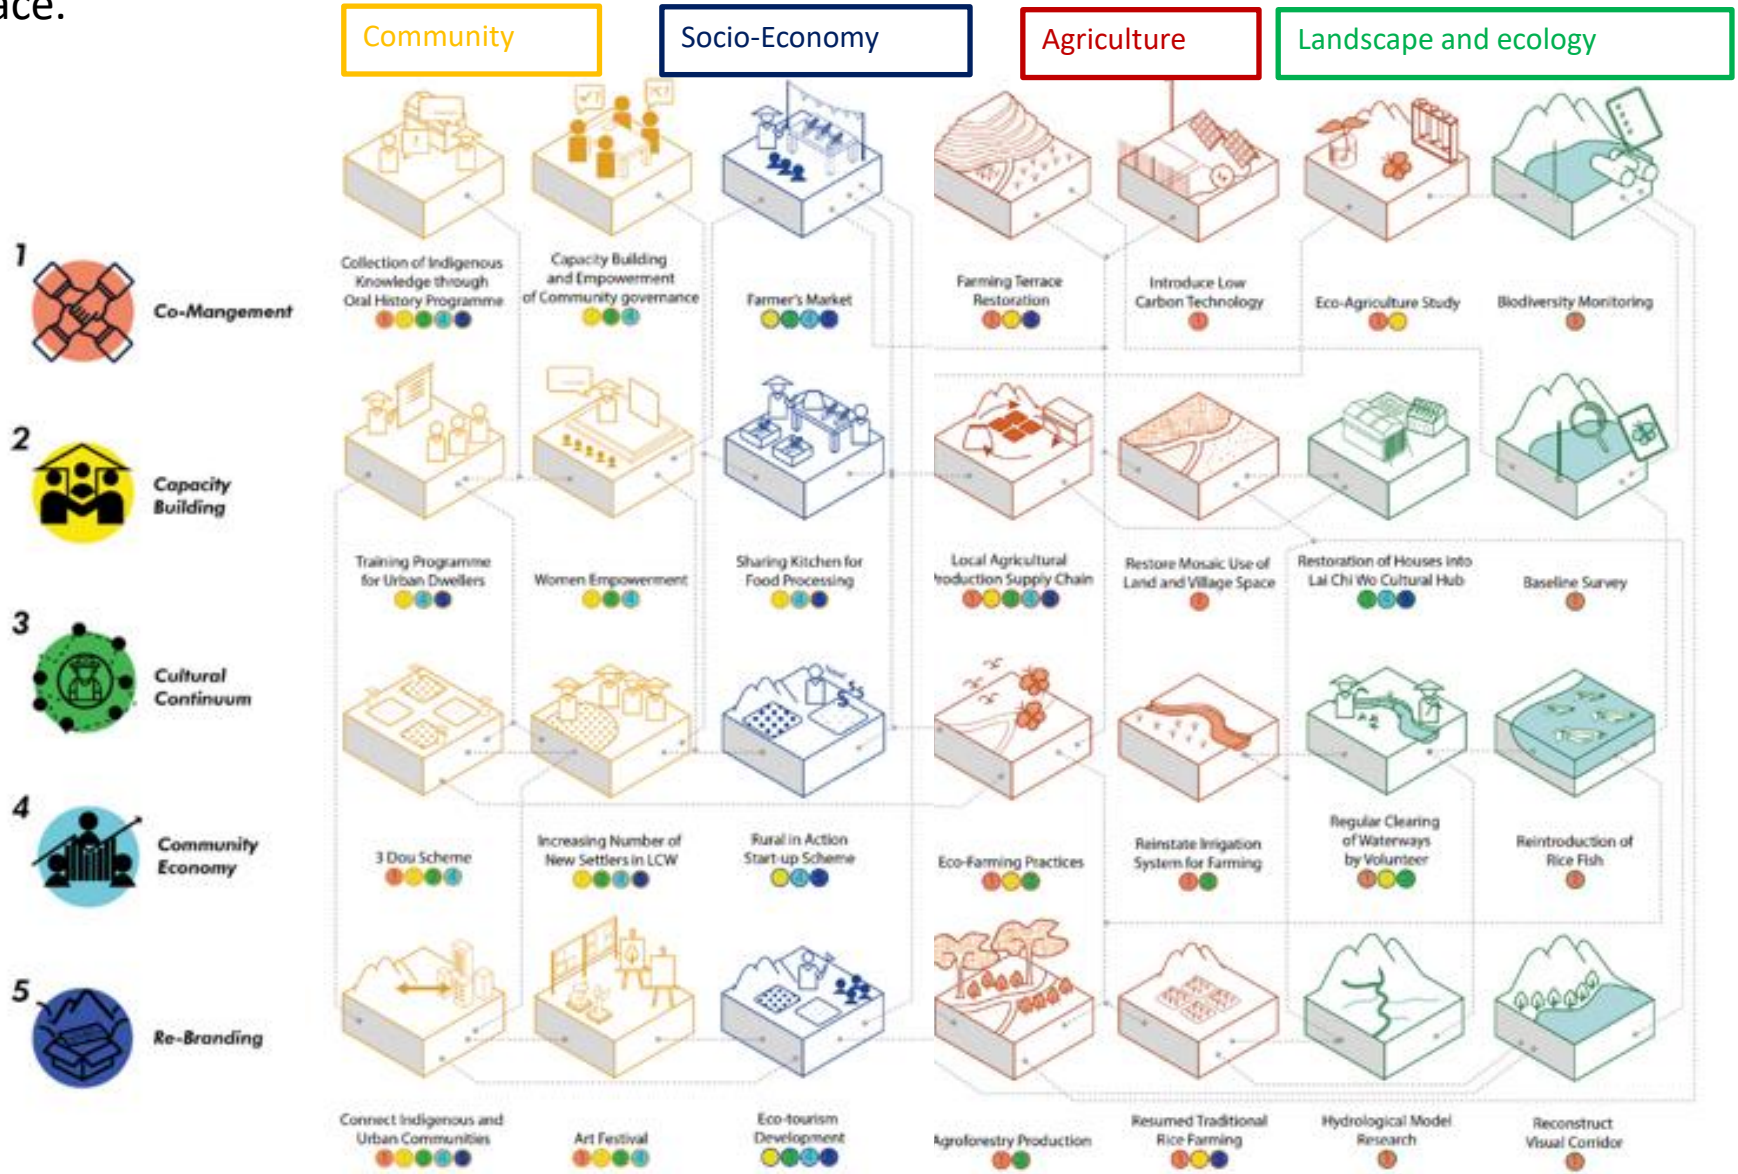 ace.
Community
Socio-Economy
Agriculture
Landscape and ecology
1
Co-Mangement
2
Capacity
Building
3
Cultural
Continuum
4
Community
Economy
5
Re-Branding
Collection of Indigenous
Knowledge through
Oral History Programme
Capacity Building
and Empowerment
of Community governance
Farmer's Market
Farming Terrace
Restoration
Introduce Low
Carbon Technology
Eco-Agriculture Study
Biodiversity Monitoring
Training Programme
for Urban Dwellers
Women Empowerment
Sharing Kitchen for
Food Processing
Local Agricultural
Production Supply Chain
Restore Mosaic Use of
Land and Village Space
Restoration of Houses into
Lai Chi Wo Cultural Hub
Baseline Survey
3 Dou Scheme
Increasing Number of
New Settlers in LCW
Rural in Action
Start-up Scheme
Eco-Farming Practices
Reinstate Irrigation
System for Farming
Regular Clearing
of Waterways
by Volunteer
Reintroduction of
Rice Fish
Connect Indigenous and
Urban Communities
Art Festival
Eco-tourism
Development
Agroforestry Production
Resumed Traditional
Rice Farming
Hydrological Model
Research
Reconstruct
Visual Corridor